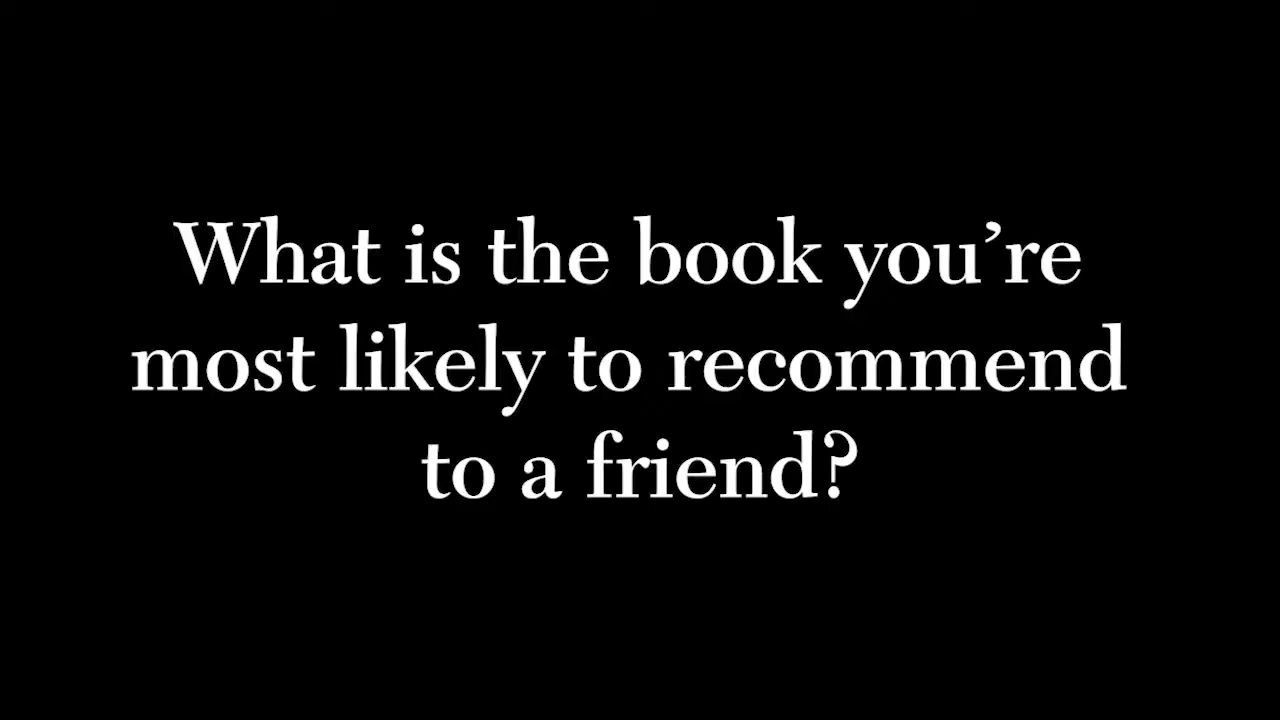 What is the book you’re
most likely to recommend
to a friend?